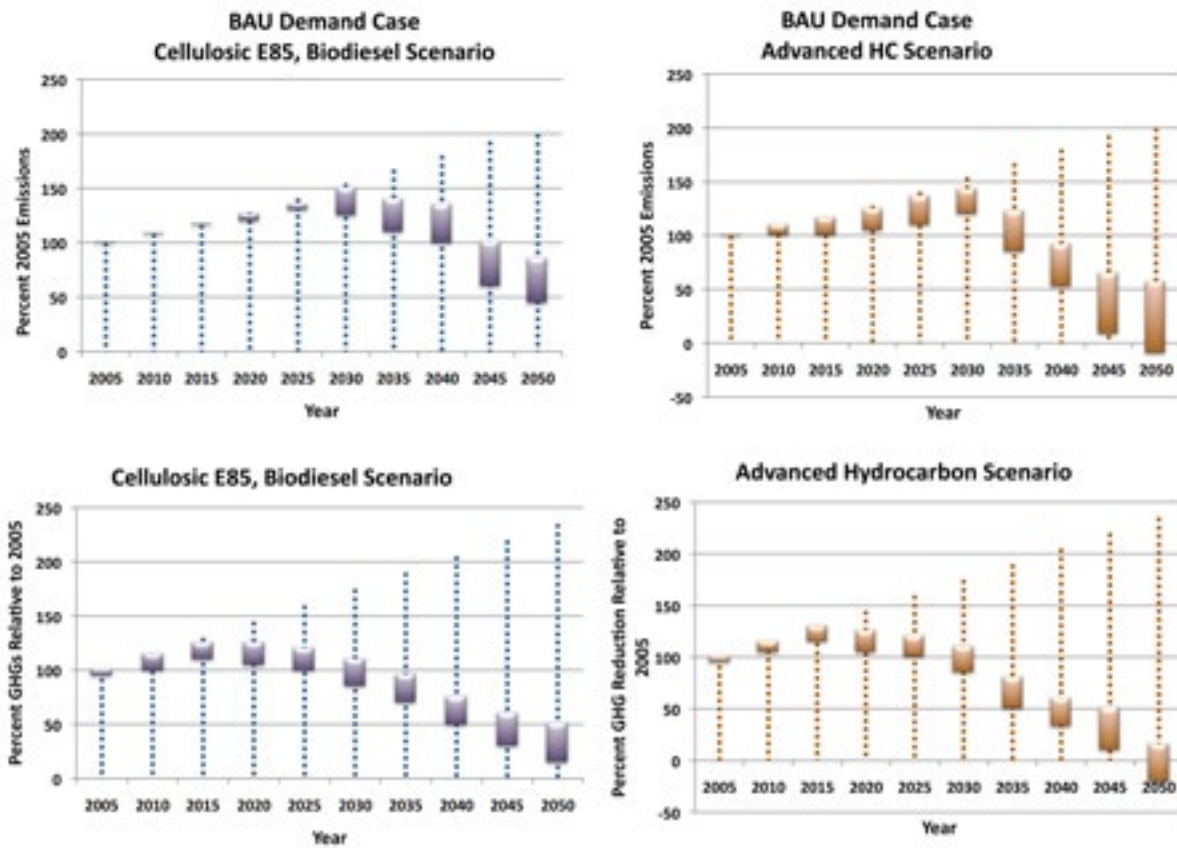 BAU Demand Case
Cellulosic E85, Biodiesel Scenario
Percent 2005 Emissions
250
200
150
100
50
0
2005 2010 2015 2020 2025 2030 2035 2040 2045 2050
Year
BAU Demand Case
Advanced HC Scenario
Percent 2005 Emissions
250
200
150
100
50
0
2005 2010 2015 2020 2025 2030 2035 2040 2045 2050
-50
Year
Cellulosic E85, Biodiesel Scenario
Percent GHGs Relative to 2005
250
200
150
100
50
0
2005 2010 2015 2020 2025 2030 2035 2040 2045 2050
Year
Advanced Hydrocarbon Scenario
Percent GHG Reduction Relative to
2005
250
200
150
100
50
0
2005 2010 2015 2020 2025 2030 2035 2040 2045 2050
-50
Year